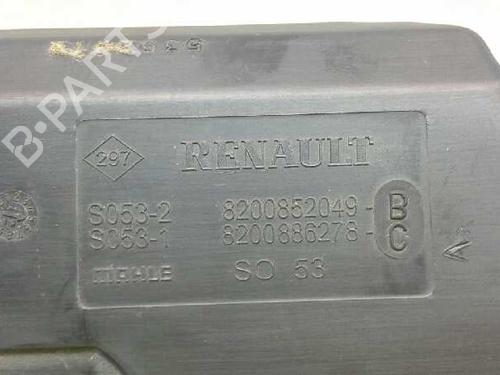 B-PARTS
297 RENAULT
S053-2 8200852049-B
S053-1 8200886278-C
MAHLE SO 53